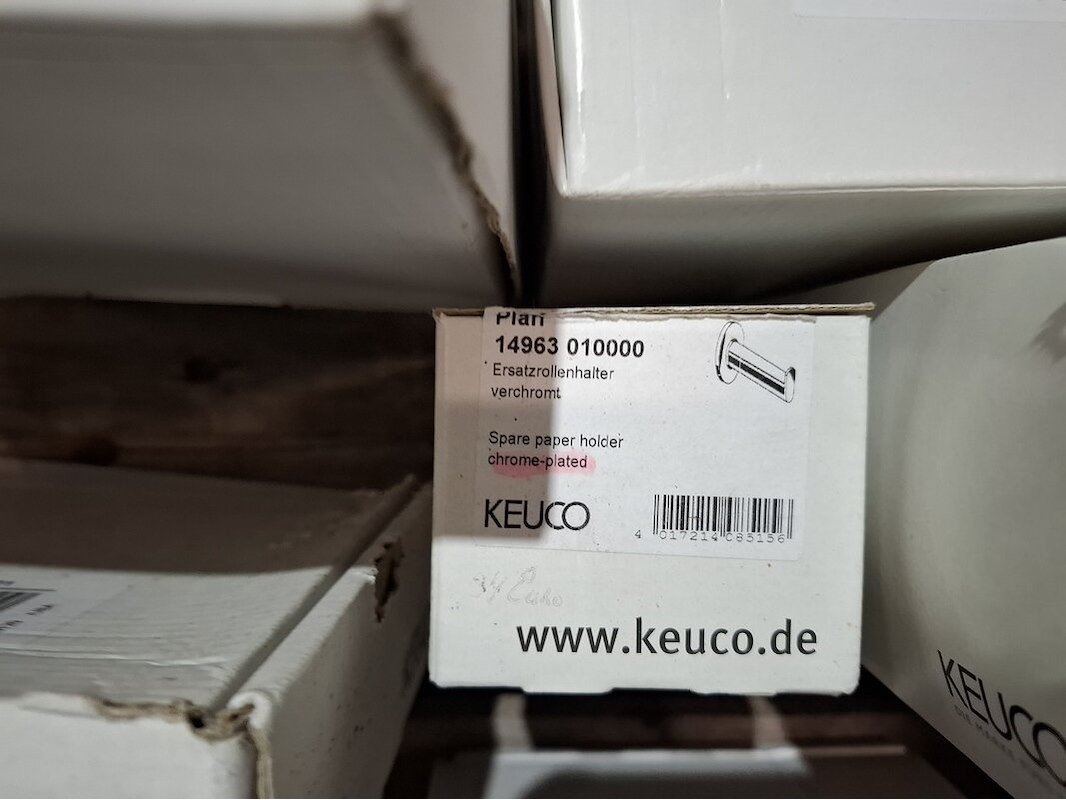 Plan
14963 010000
Ersatzrollenhalter
verchromt
Spare paper holder
chrome-plated
KEUCO
4 017214 085156
34 Euro
www.keuco.de
KEUCO